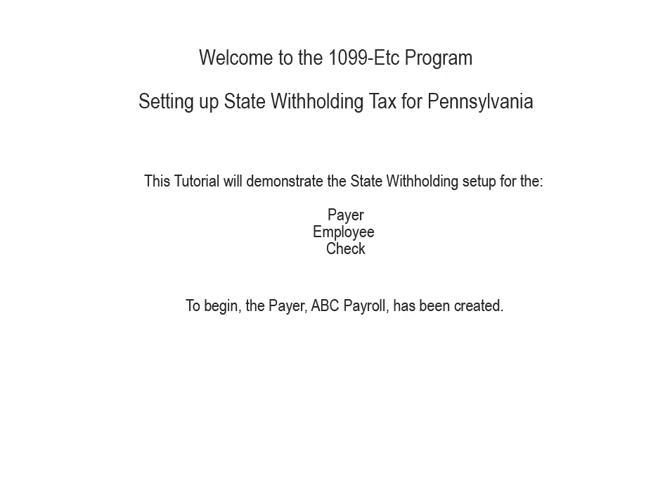 Welcome to the 1099-Etc Program
Setting up State Withholding Tax for Pennsylvania
This Tutorial will demonstrate the State Withholding setup for the:
Payer
Employee
Check
To begin, the Payer, ABC Payroll, has been created.